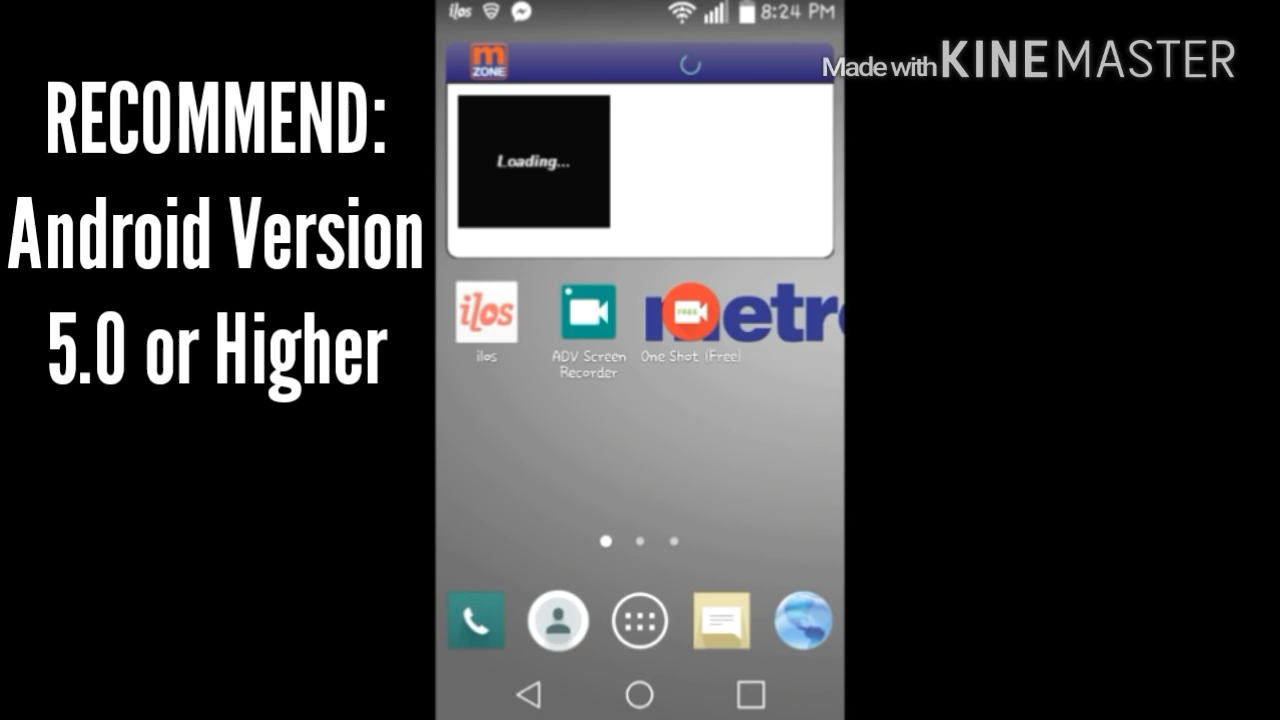 ilos
8:24 PM
Made with KINEMASTER
m
ZONE
Loading...
RECOMMEND:
Android Version
5.0 or Higher
ilos
FREE
metr
ilos
ADV Screen
Recorder
One Shot (Free)